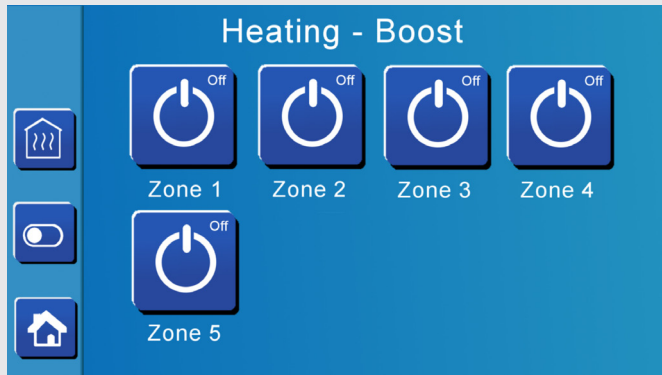 Heating - Boost
Off Off Off Off
Zone 1 Zone 2 Zone 3 Zone 4
Off
Zone 5